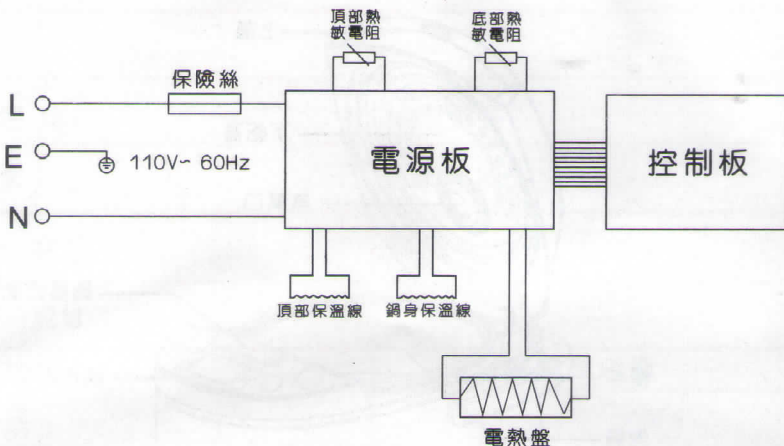 頂部熱
敏電阻
底部熱
敏電阻
保險絲
L
E
110V~ 60Hz
N
電源板
控制板
頂部保溫線
鍋身保溫線
電熱盤